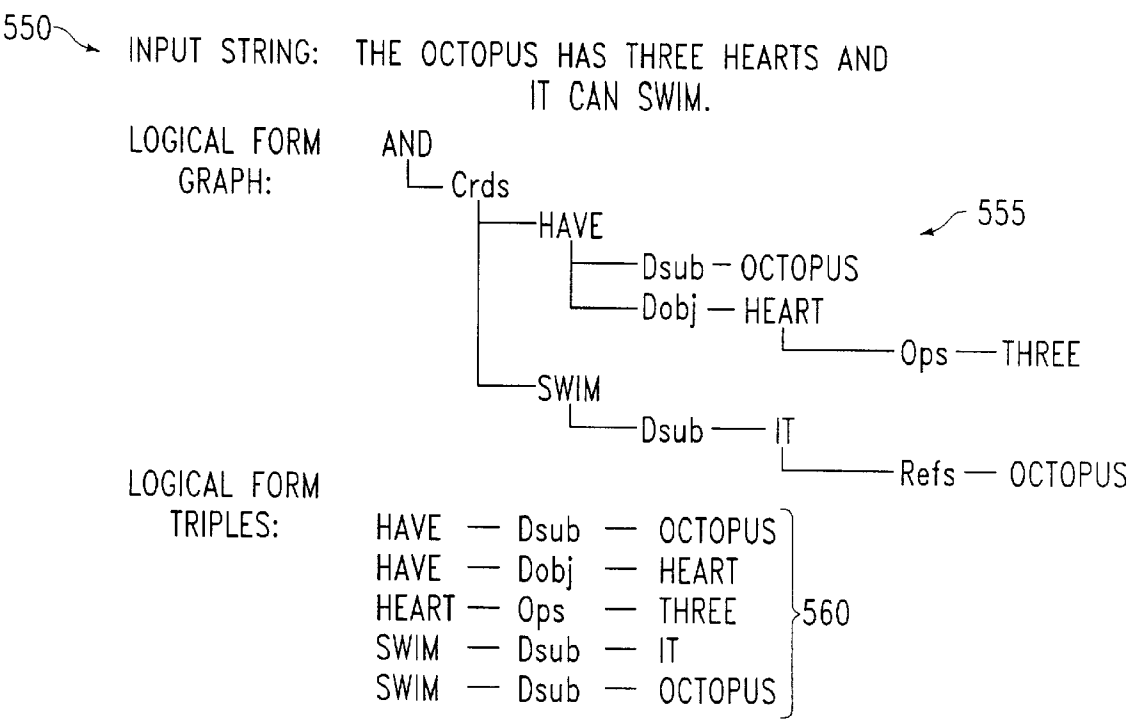 550
INPUT STRING: THE OCTOPUS HAS THREE HEARTS AND
IT CAN SWIM.
LOGICAL FORM
GRAPH:
AND
Crds
555
HAVE
Dsub — OCTOPUS
Dobj — HEART
Ops — THREE
SWIM
Dsub — IT
Refs — OCTOPUS
LOGICAL FORM
TRIPLES:
HAVE — Dsub — OCTOPUS
HAVE — Dobj — HEART
HEART — Ops — THREE
560
SWIM — Dsub — IT
SWIM — Dsub — OCTOPUS